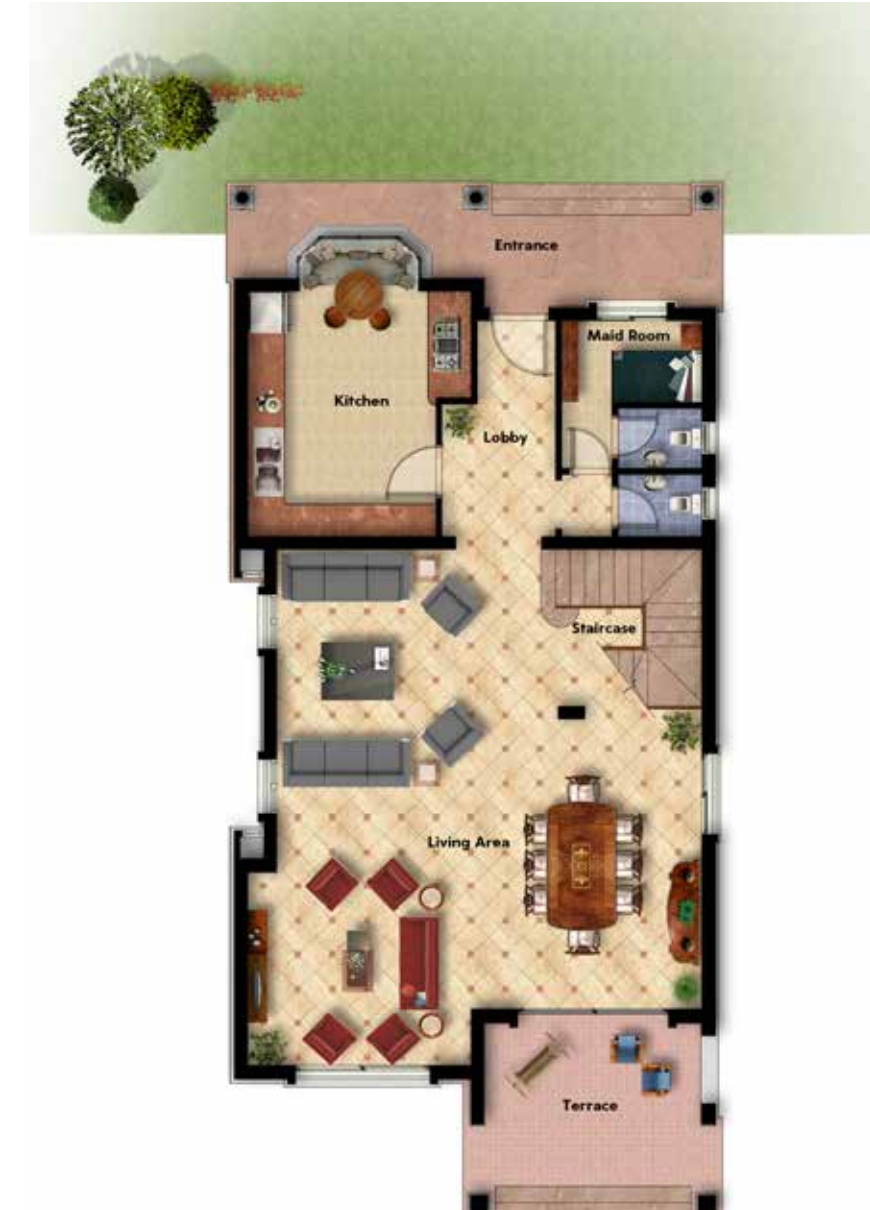 Entrance
Maid Room
Kitchen
Lobby
Staircase
Living Area
Terrace